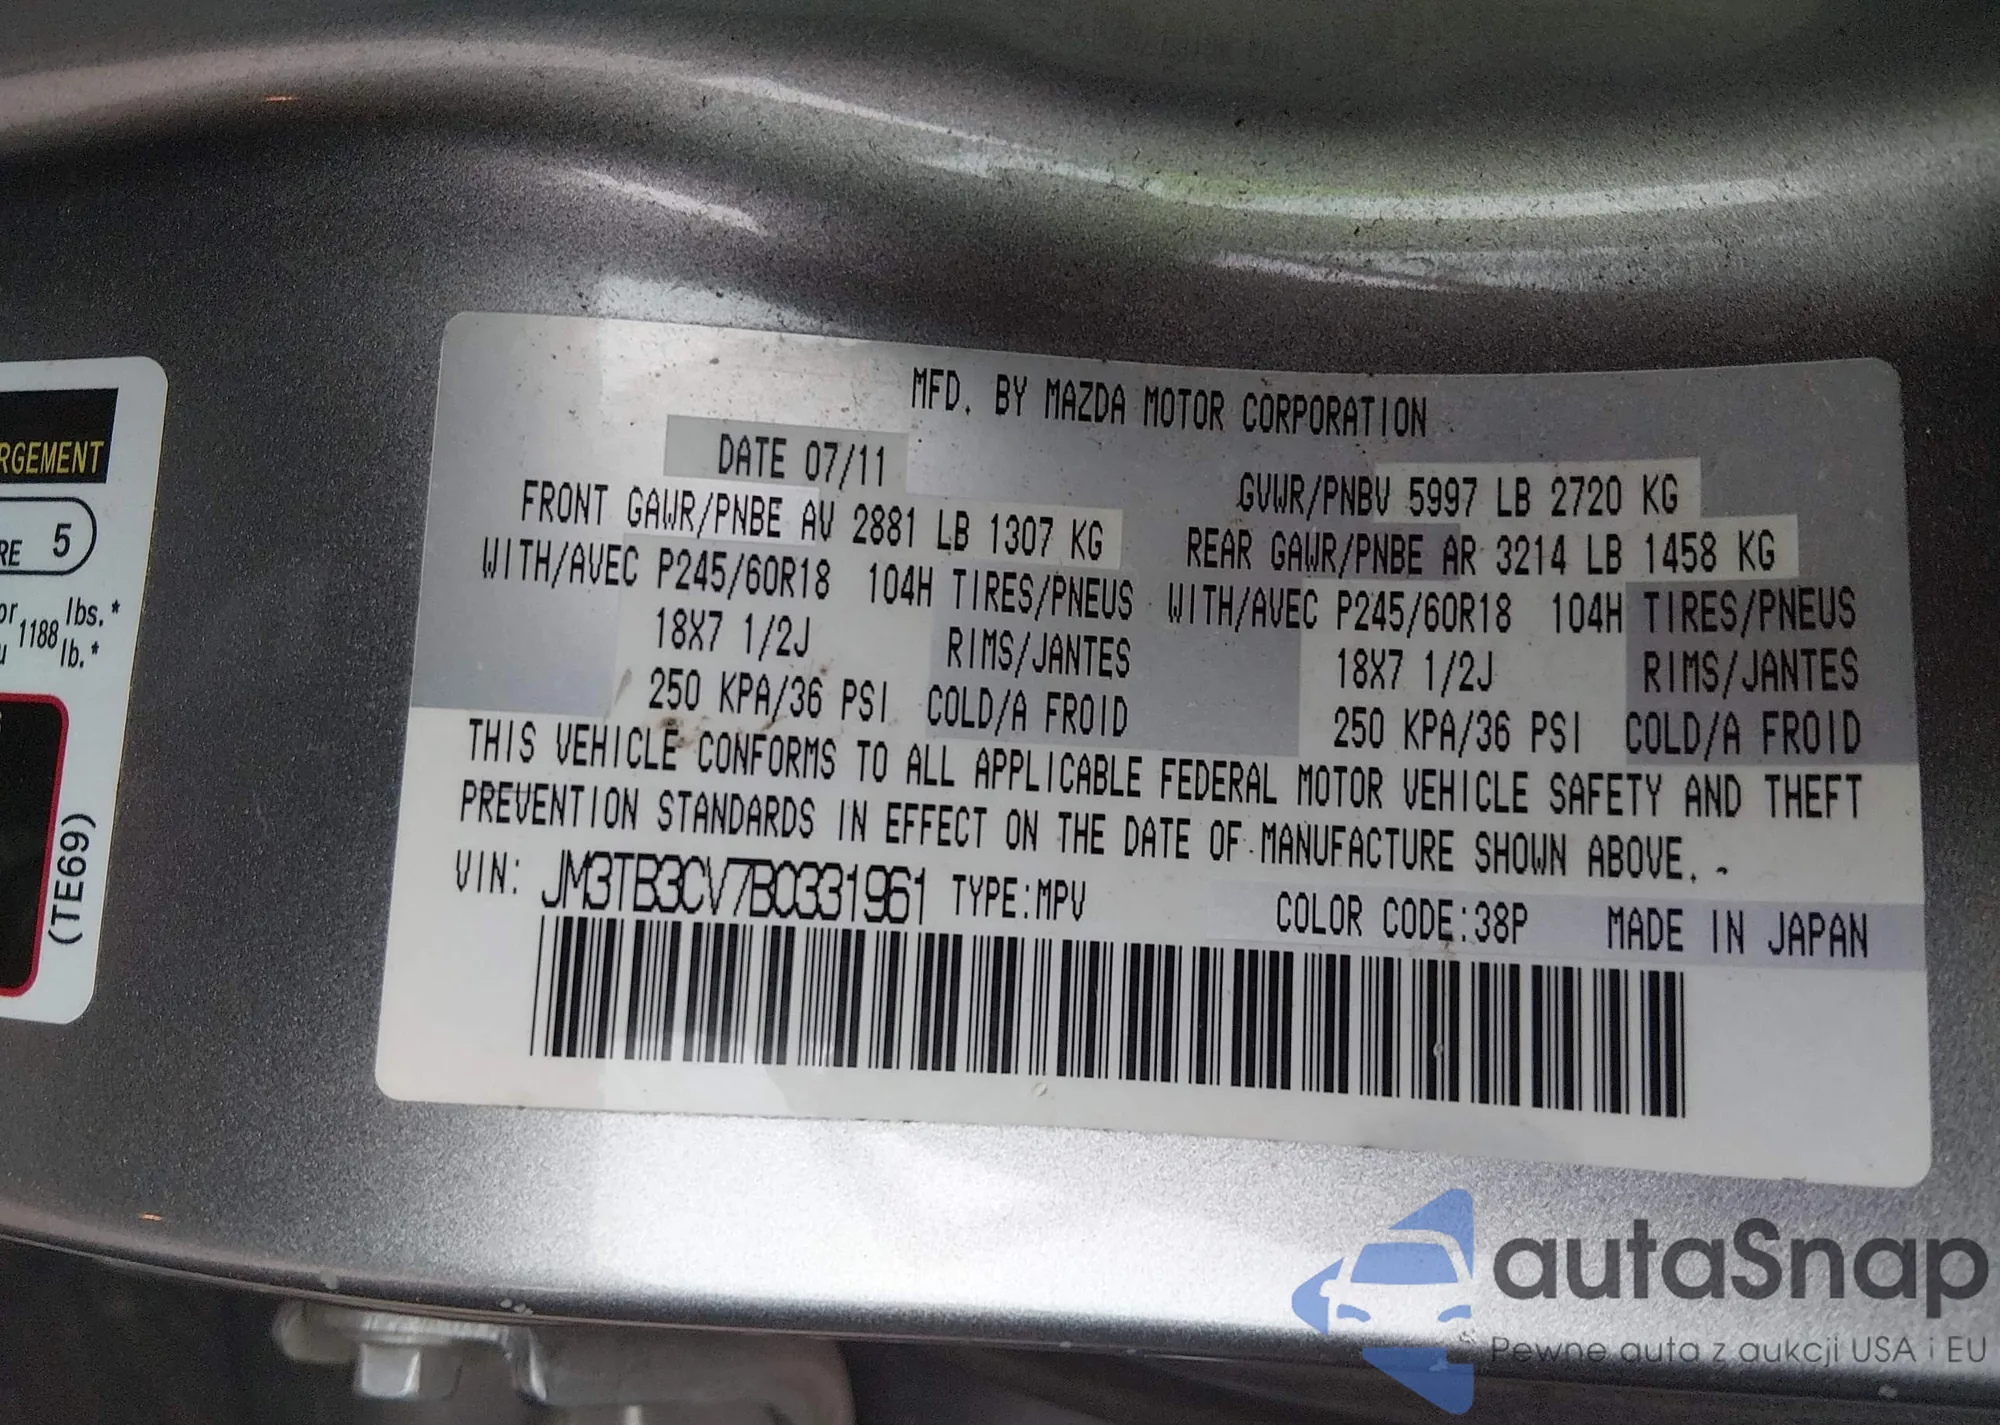 MFD. BY MAZDA MOTOR CORPORATION
DATE 07/11
GVWR/PNBV 5997 LB 2720 KG
FRONT GAWR/PNBE AV 2881 LB 1307 KG
REAR GAWR/PNBE AR 3214 LB 1458 KG
WITH/AVEC P245/60R18 104H TIRES/PNEUS WITH/AVEC P245/60R18 104H TIRES/PNEUS
18X7 1/2J RIMS/JANTES 18X7 1/2J RIMS/JANTES
250 KPA/36 PSI COLD/A FROID 250 KPA/36 PSI COLD/A FROID
THIS VEHICLE CONFORMS TO ALL APPLICABLE FEDERAL MOTOR VEHICLE SAFETY AND THEFT
PREVENTION STANDARDS IN EFFECT ON THE DATE OF MANUFACTURE SHOWN ABOVE.
VIN: JM3TB3CV7B0331961 TYPE:MPV COLOR CODE:38P MADE IN JAPAN
RGEMENT
RE 5
or 1188 lbs.*
lb.*
(TE69)
autaSnap
Pewne auta z aukcji USA i EU